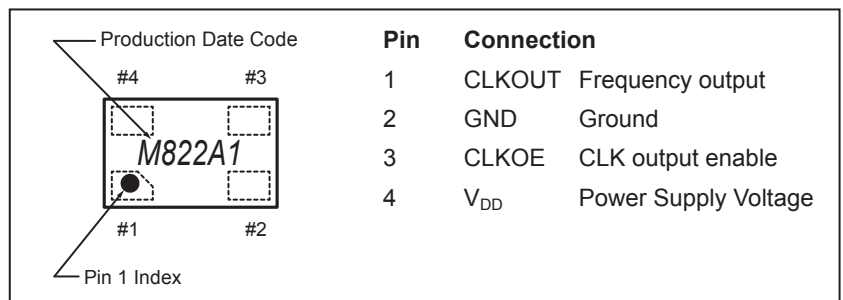 Production Date Code
#4 #3
M822A1
#1 #2
Pin 1 Index
Pin Connection
1 CLKOUT Frequency output
2 GND Ground
3 CLKOE CLK output enable
4 VDD Power Supply Voltage